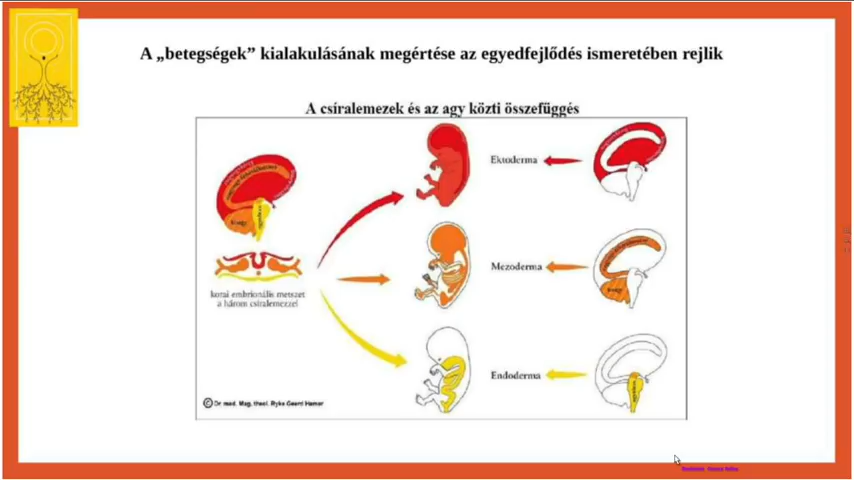 A „betegségek” kialakulásának megértése az egyedfejlődés ismeretében rejlik
A csíralemezek és az agy közti összefüggés
Ektoderma
Mezoderma
korai embrionális metszet
a három csíralemezzel
Endoderma
© Dr. med. Mag. theol. Ryke Geerd Hamer